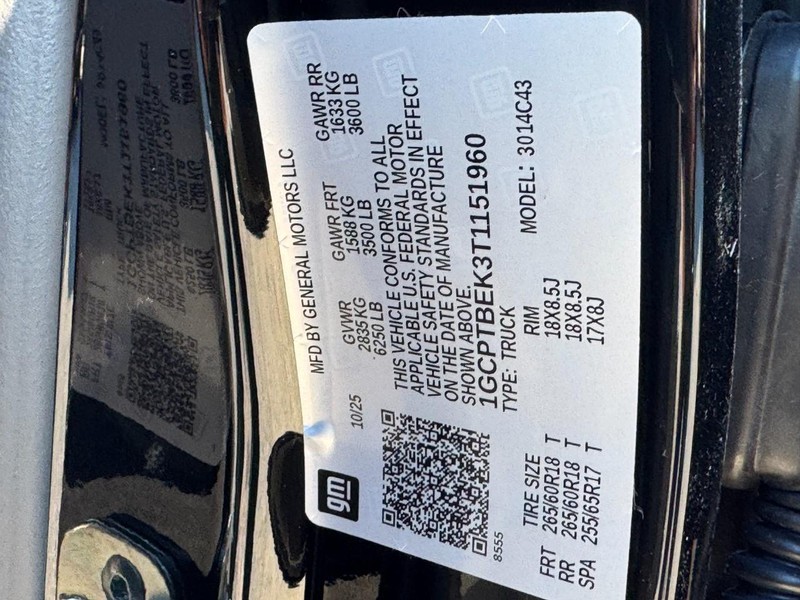 gm
MFD BY GENERAL MOTORS LLC
10/25
GVWR GAWR FRT GAWR RR
2835 KG 1588 KG 1633 KG
6250 LB 3500 LB 3600 LB
THIS VEHICLE CONFORMS TO ALL
APPLICABLE U.S. FEDERAL MOTOR
VEHICLE SAFETY STANDARDS IN EFFECT
ON THE DATE OF MANUFACTURE
SHOWN ABOVE.
1GCPTBEK3T1151960
TYPE: TRUCK MODEL: 3014C43
8555
TIRE SIZE RIM
FRT 265/60R18 T 18X8.5J
RR 265/60R18 T 18X8.5J
SPA 255/65R17 T 17X8J